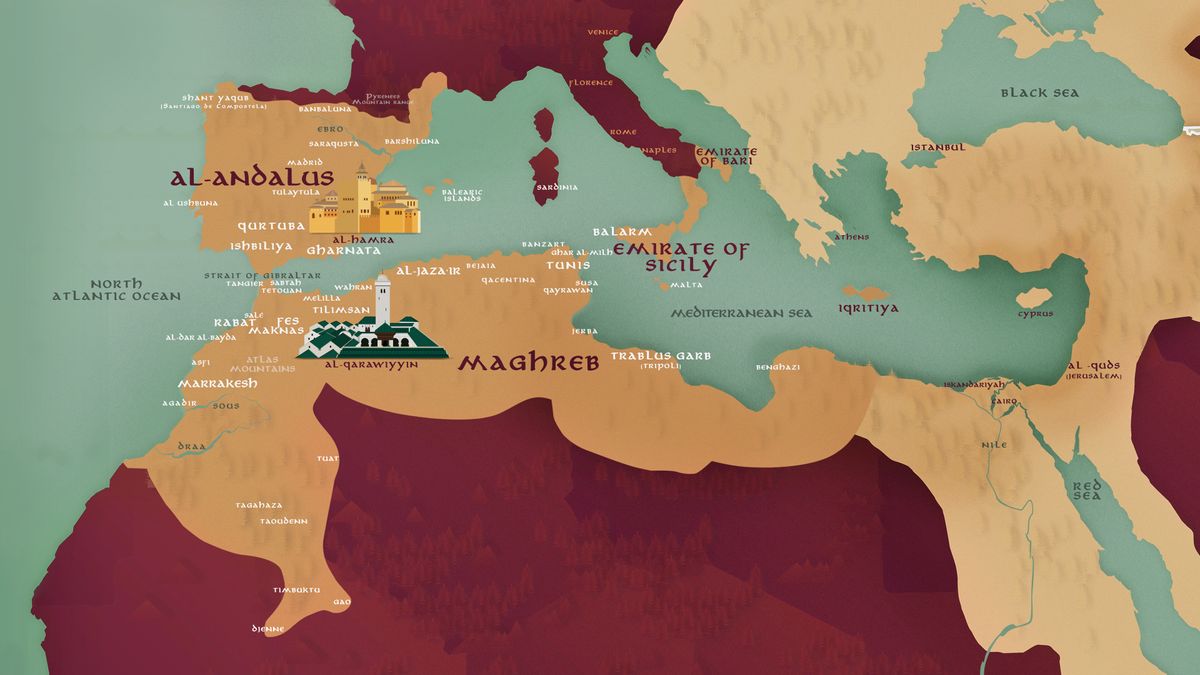 VENICE
FLORENCE
BLACK SEA
SHANT YAQUB
(Santiago de Compostela)
Pyrenees
Mountain range
BANBALUNA
EBRO
SARAQUSTA
BARSHILUNA
ROME
NAPLES
EMIRATE
OF BARI
ISTANBUL
MADRID
AL-ANDALUS
TULAYTULA
BALEARIC
ISLANDS
SARDINIA
AL USHBUNA
QURTUBA
AL-HAMRA
ISHBILIYA
GHARNATA
BALARM
EMIRATE OF
SICILY
ATHENS
BANZART
GHAR AL-MILH
TUNIS
STRAIT OF GIBRALTAR
TANGIER
SABTAH
TETOUAN
AL-JAZA-IR
BEJAIA
QACENTINA
SUSA
QAYRAWAN
MALTA
NORTH
ATLANTIC OCEAN
WAHRAN
MELILLA
TILIMSAN
MEDITERRANEAN SEA
IQRITIYA
CYPRUS
SALE
RABAT
FES
MAKNAS
AL-DAR AL-BAYDA
JERBA
ASFI
ATLAS
MOUNTAINS
AL-QARAWIYYIN
MAGHREB
TRABLUS GARB
(TRIPOLI)
BENGHAZI
AL -QUDS
(JERUSALEM)
MARRAKESH
ISKANDARIYAH
CAIRO
AGADIR
SOUS
DRAA
NILE
TUAT
RED
SEA
TAGAHAZA
TAOUDENN
TIMBUKTU
GAO
DJENNE